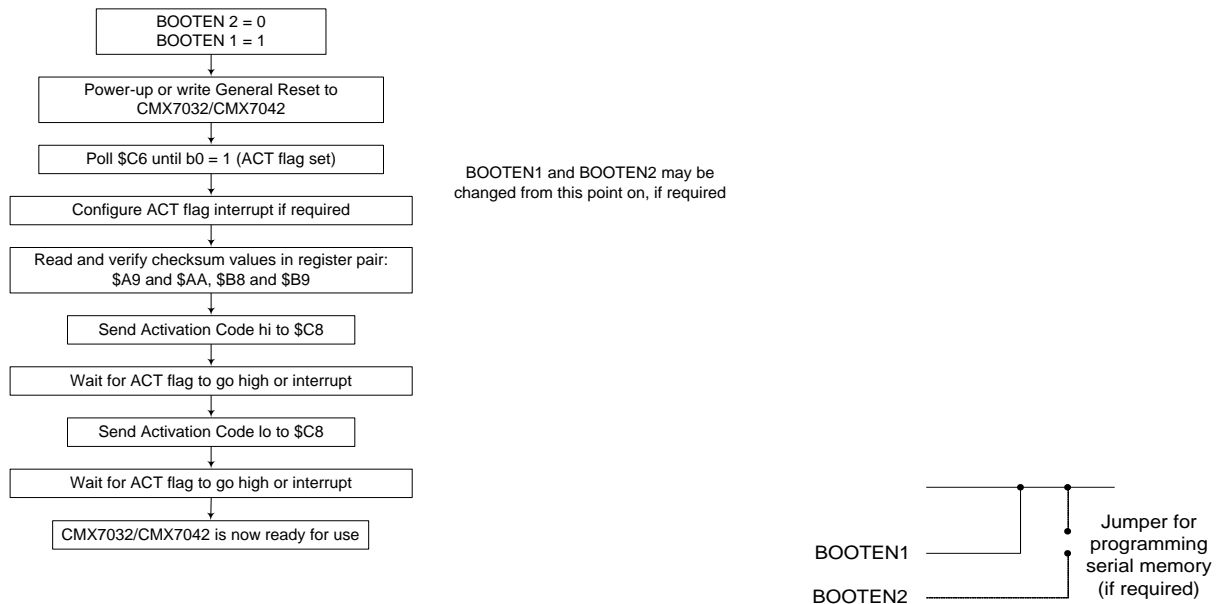 BOOTEN 2 = 0
BOOTEN 1 = 1
Power-up or write General Reset to
CMX7032/CMX7042
Poll $C6 until b0 = 1 (ACT flag set)
BOOTEN1 and BOOTEN2 may be
changed from this point on, if required
Configure ACT flag interrupt if required
Read and verify checksum values in register pair:
$A9 and $AA, $B8 and $B9
Send Activation Code hi to $C8
Wait for ACT flag to go high or interrupt
Send Activation Code lo to $C8
Wait for ACT flag to go high or interrupt
CMX7032/CMX7042 is now ready for use
BOOTEN1
BOOTEN2
Jumper for
programming
serial memory
(if required)